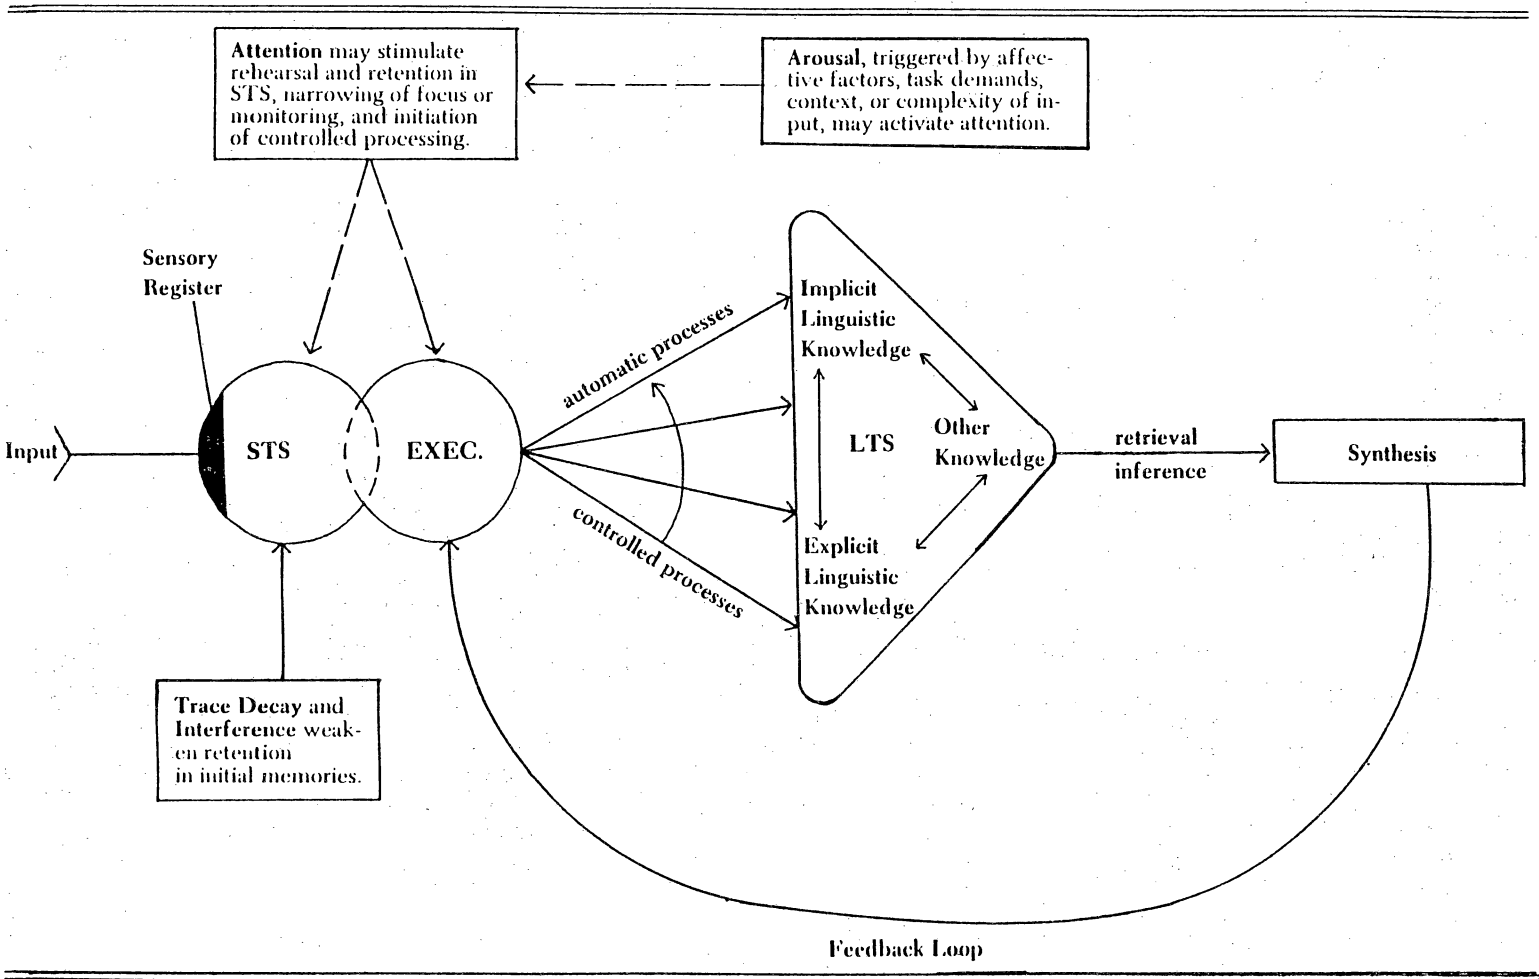 Attention may stimulate
rehearsal and retention in
STS, narrowing of focus or
monitoring, and initiation
of controlled processing.
Arousal, triggered by affec-
tive factors, task demands,
context, or complexity of in-
put, may activate attention.
Sensory
Register
Input
STS
EXEC.
automatic processes
controlled processes
Implicit
Linguistic
Knowledge
LTS
Other
Knowledge
Explicit
Linguistic
Knowledge
retrieval
inference
Synthesis
Trace Decay and
Interference weak-
en retention
in initial memories.
Feedback Loop